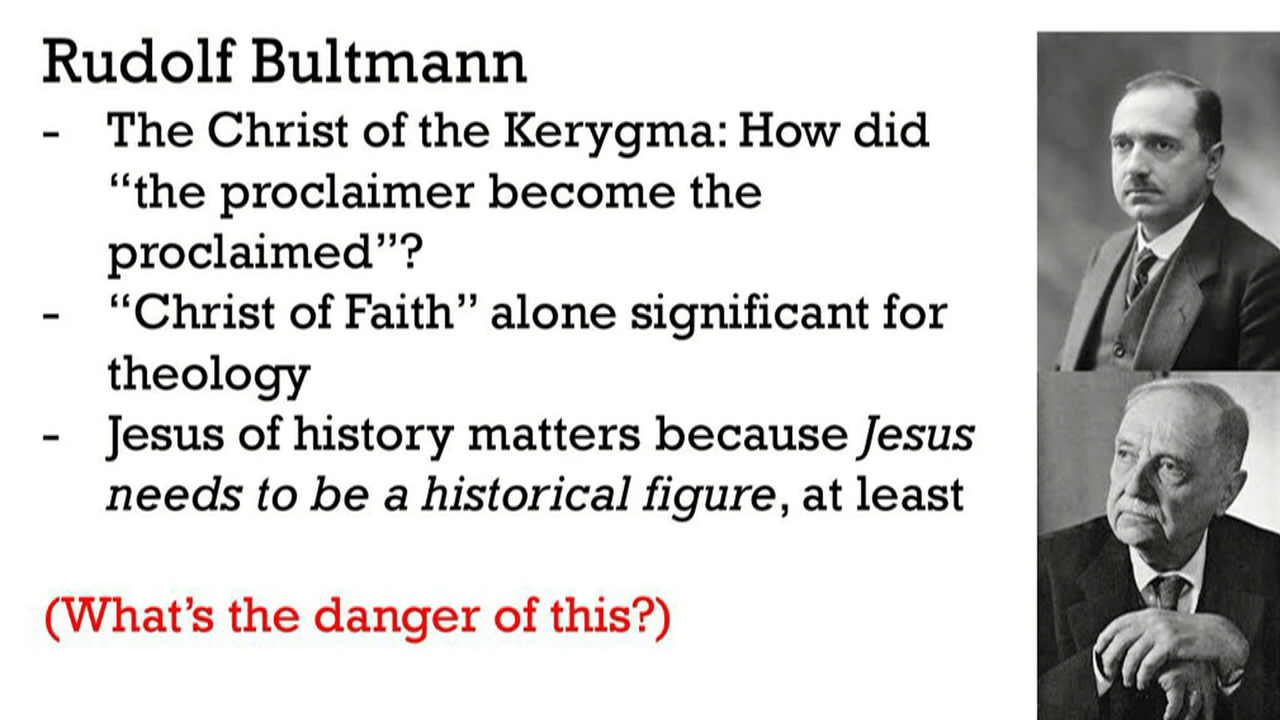 Rudolf Bultmann
- The Christ of the Kerygma: How did
“the proclaimer become the
proclaimed”?
- “Christ of Faith” alone significant for
theology
- Jesus of history matters because Jesus
needs to be a historical figure, at least
(What’s the danger of this?)